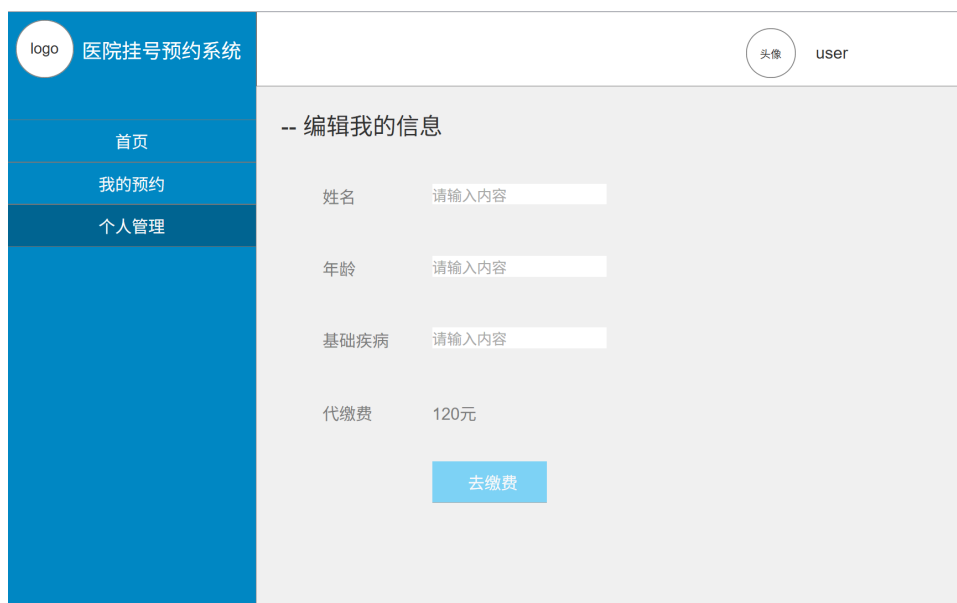 logo
医院挂号预约系统
头像
user
首页
我的预约
个人管理
-- 编辑我的信息
姓名 请输入内容
年龄 请输入内容
基础疾病 请输入内容
代缴费 120元
去缴费